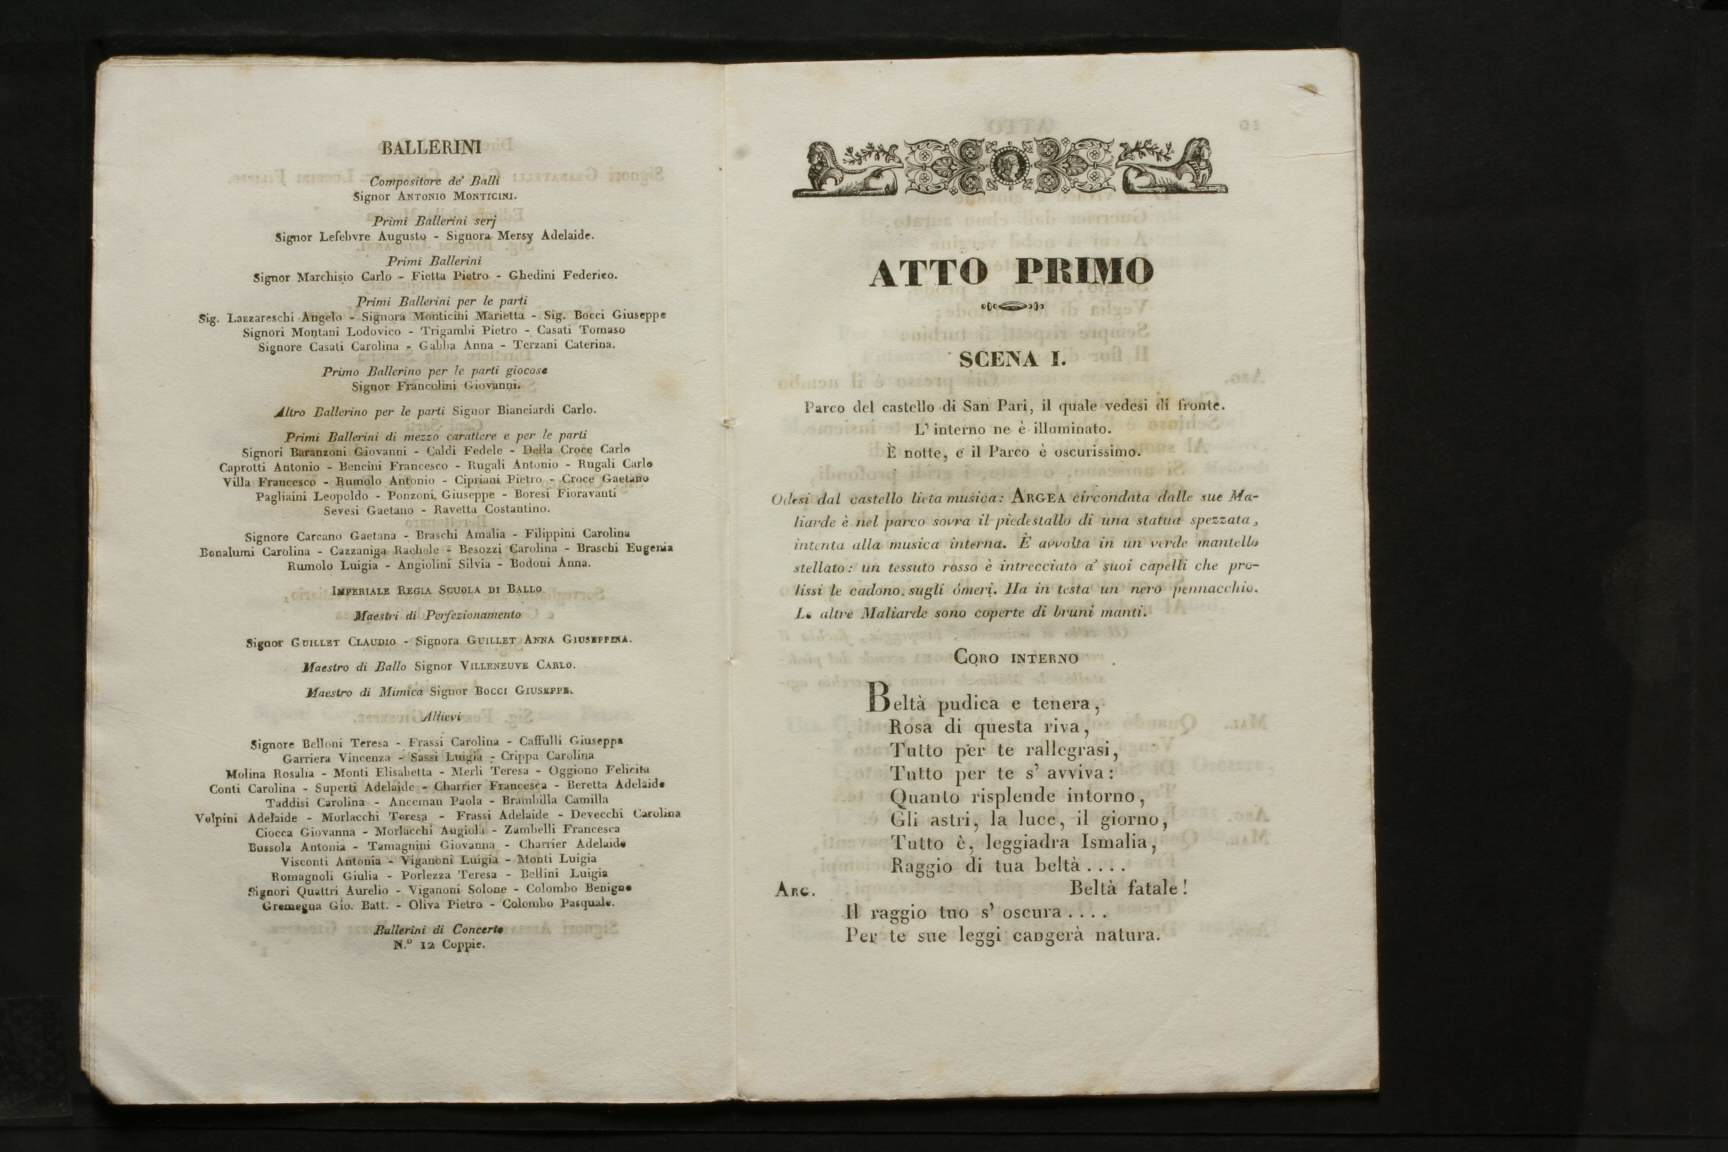 BALLERINI
Compositore de' Balli
Signor ANTONIO MONTICINI.
Primi Ballerini serj
Signor Lefebvre Augusto - Signora Mersy Adelaide.
Primi Ballerini
Signor Marchisio Carlo - Fietta Pietro - Ghedini Federico.
Primi Ballerini per le parti
Sig. Lazzareschi Angelo - Signora Monticini Marietta - Sig. Bocci Giuseppe
Signori Montani Lodovico - Trigambi Pietro - Casati Tomaso
Signore Casati Carolina - Gabba Anna - Terzani Caterina.
Primo Ballerino per le parti giocose
Signor Francolini Giovanni.
Altro Ballerino per le parti Signor Bianciardi Carlo.
Primi Ballerini di mezzo carattere e per le parti
Signori Baranzoni Giovanni - Caldi Fedele - Della Croce Carlo
Caprotti Antonio - Bencini Francesco - Rugali Antonio - Rugali Carlo
Villa Francesco - Rumolo Antonio - Cipriani Pietro - Croce Gaetano
Pagliaini Leopoldo - Ponzoni Giuseppe - Boresi Fioravanti
Sevesi Gaetano - Ravetta Costantino.
Signore Carcano Gaetana - Braschi Amalia - Filippini Carolina
Bonalumi Carolina - Cazzaniga Rachele - Besozzi Carolina - Braschi Eugenia
Rumolo Luigia - Angiolini Silvia - Bodoni Anna.
IMPERIALE REGIA SCUOLA DI BALLO
Maestri di Perfezionamento
Signor GUILLET CLAUDIO - Signora GUILLET ANNA GIUSEPPINA.
Maestro di Ballo Signor VILLENEUVE CARLO.
Maestro di Mimica Signor BOCCI GIUSEPPE.
Allievi
Signore Belloni Teresa - Frassi Carolina - Caffulli Giuseppa
Garriera Vincenza - Sassi Luigia - Crippa Carolina
Molina Rosalia - Monti Elisabetta - Merli Teresa - Oggiono Felicita
Conti Carolina - Superti Adelaide - Charrier Francesca - Beretta Adelaide
Taddisi Carolina - Anceman Paola - Brambilla Camilla
Volpini Adelaide - Morlacchi Teresa - Frassi Adelaide - Devecchi Carolina
Ciocca Giovanna - Morlacchi Angiola - Zambelli Francesca
Bussola Antonia - Tamagnini Giovanna - Charrier Adelaide
Visconti Antonia - Viganoni Luigia - Monti Luigia
Romagnoli Giulia - Porlezza Teresa - Bellini Luigia
Signori Quattri Aurelio - Viganoni Solone - Colombo Benigno
Gremegna Gio. Batt. - Oliva Pietro - Colombo Pasquale.
Ballerini di Concerto
N.º 12 Coppie.
ATTO PRIMO
SCENA I.
Parco del castello di San Pari, il quale vedesi di fronte.
L' interno ne è illuminato.
È notte, e il Parco è oscurissimo.
Odesi dal castello lieta musica: ARGEA circondata dalle sue Ma-
liarde è nel parco sovra il piedestallo di una statua spezzata,
intenta alla musica interna. È avvolta in un verde mantello
stellato: un tessuto rosso è intrecciato a' suoi capelli che pro-
lissi le cadono sugli ómeri. Ha in testa un nero pennacchio.
Le altre Maliarde sono coperte di bruni manti.
CORO INTERNO
Beltà pudica e tenera,
Rosa di questa riva,
Tutto per te rallegrasi,
Tutto per te s' avviva:
Quanto risplende intorno,
Gli astri, la luce, il giorno,
Tutto è, leggiadra Ismalia,
Raggio di tua beltà....
ARG. Beltà fatale!
Il raggio tuo s' oscura....
Per te sue leggi cangerà natura.